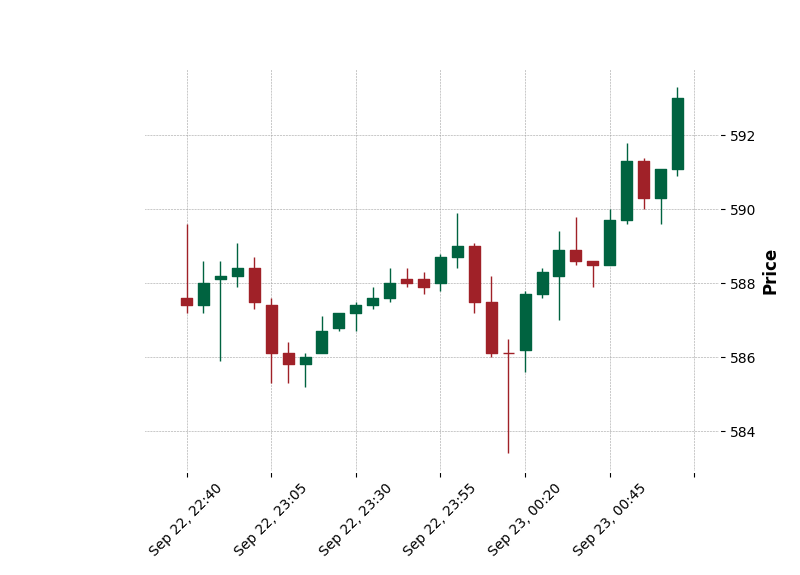 592
590
588
586
584
Price
Sep 22, 22:40
Sep 22, 23:05
Sep 22, 23:30
Sep 22, 23:55
Sep 23, 00:20
Sep 23, 00:45